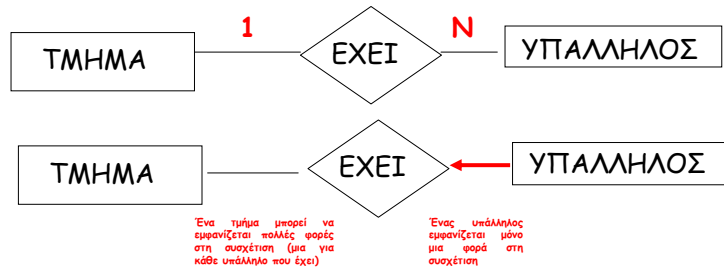 1 N
ΤΜΗΜΑ ΕΧΕΙ ΥΠΑΛΛΗΛΟΣ
ΤΜΗΜΑ ΕΧΕΙ ΥΠΑΛΛΗΛΟΣ
Ένα τμήμα μπορεί να
εμφανίζεται πολλές φορές
στη συσχέτιση (μια για
κάθε υπάλληλο που έχει)
Ένας υπάλληλος
εμφανίζεται μόνο
μια φορά στη
συσχέτιση